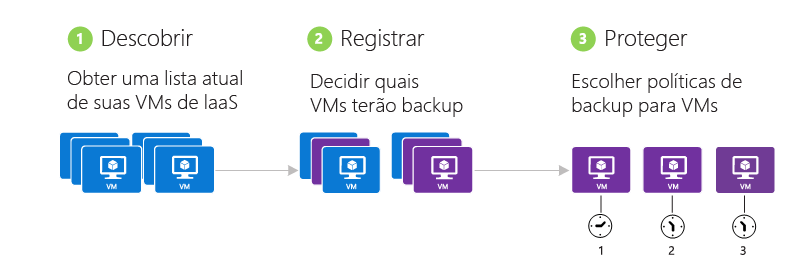 1 Descobrir
Obter uma lista atual
de suas VMs de IaaS
2 Registrar
Decidir quais
VMs terão backup
3 Proteger
Escolher políticas de
backup para VMs
VM
VM
VM
VM
VM
VM
VM
1
2
3